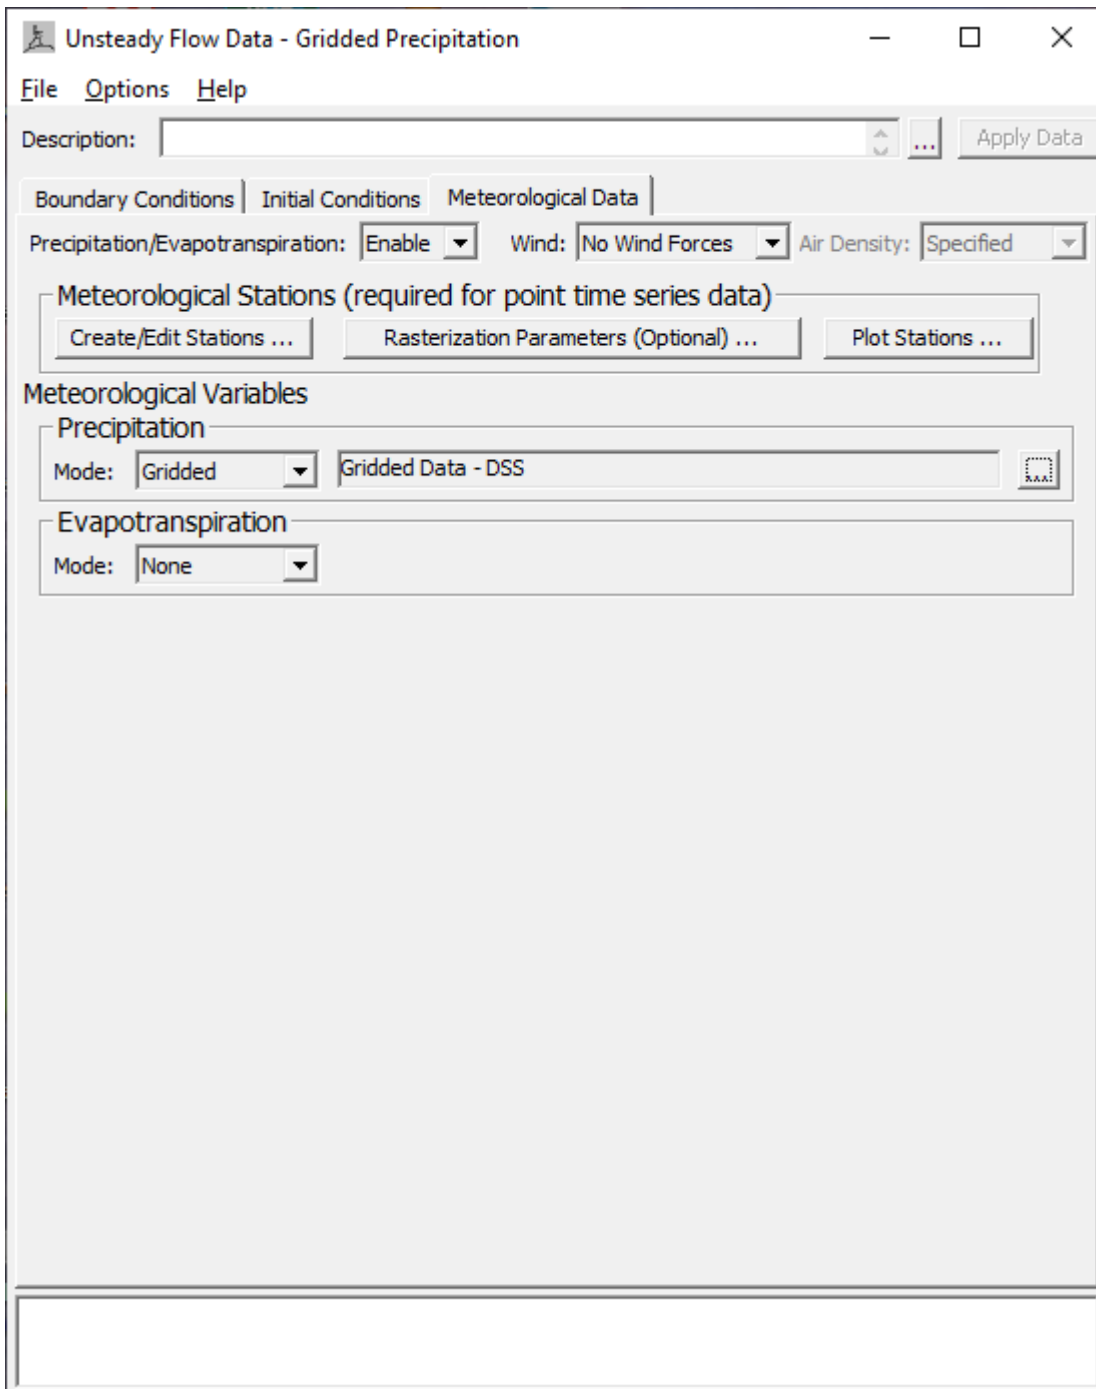 Unsteady Flow Data - Gridded Precipitation
File Options Help
Description: ... Apply Data
Boundary Conditions Initial Conditions Meteorological Data
Precipitation/Evapotranspiration: Enable Wind: No Wind Forces Air Density: Specified
Meteorological Stations (required for point time series data)
Create/Edit Stations ... Rasterization Parameters (Optional) ... Plot Stations ...
Meteorological Variables
Precipitation
Mode: Gridded Gridded Data - DSS ...
Evapotranspiration
Mode: None